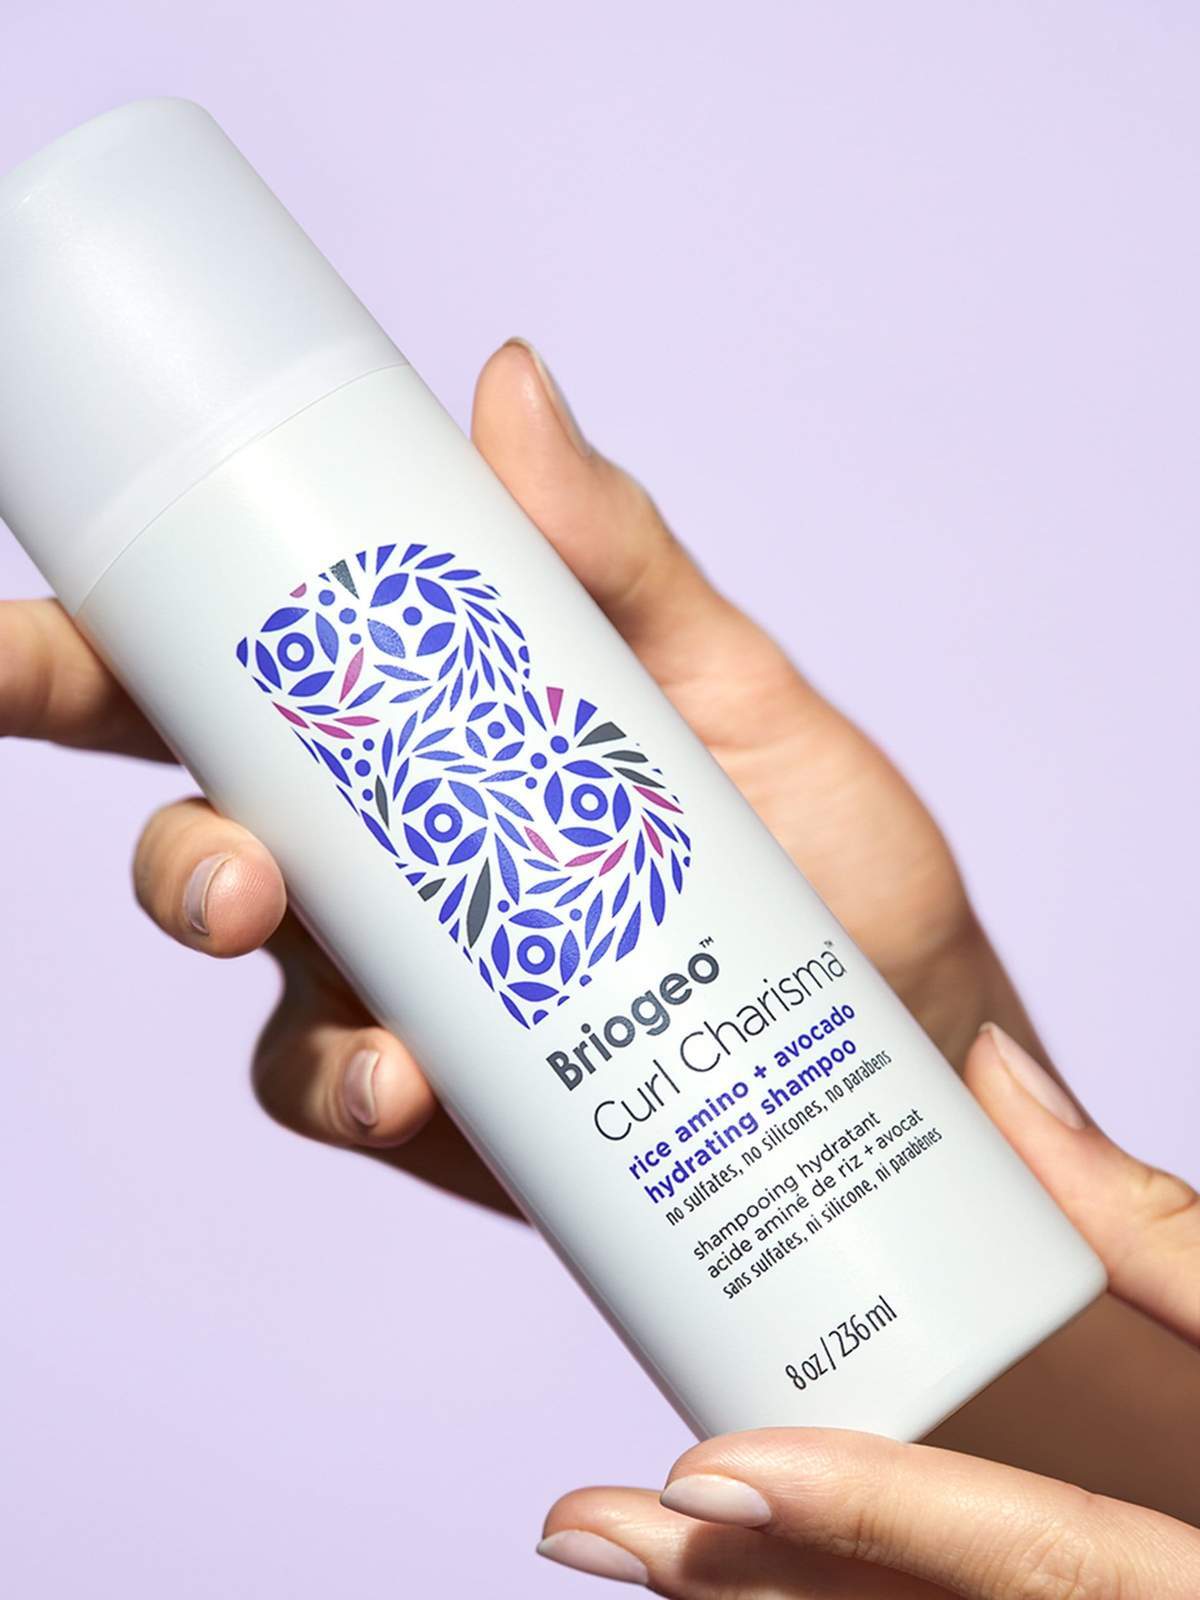 Briogeo™
Curl Charisma™
rice amino + avocado
hydrating shampoo
no sulfates, no silicones, no parabens
shampooing hydratant
acide aminé de riz + avocat
sans sulfates, ni silicone, ni parabènes
8 oz / 236 ml